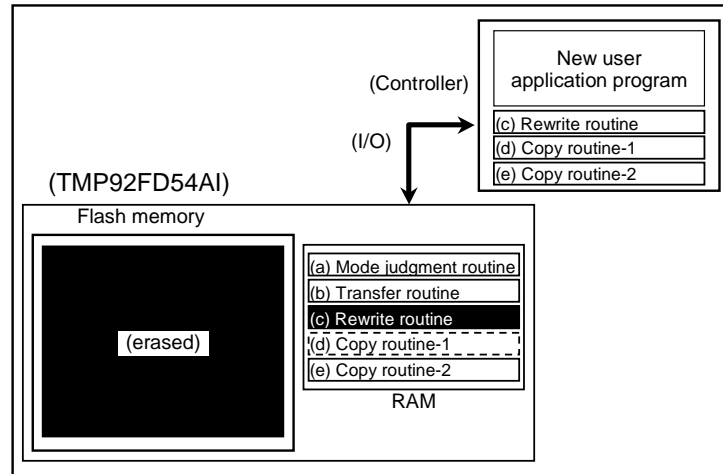 New user
application program
(Controller)
(c) Rewrite routine
(I/O)
(d) Copy routine-1
(e) Copy routine-2
(TMP92FD54AI)
Flash memory
(a) Mode judgment routine
(b) Transfer routine
(c) Rewrite routine
(erased)
(d) Copy routine-1
(e) Copy routine-2
RAM